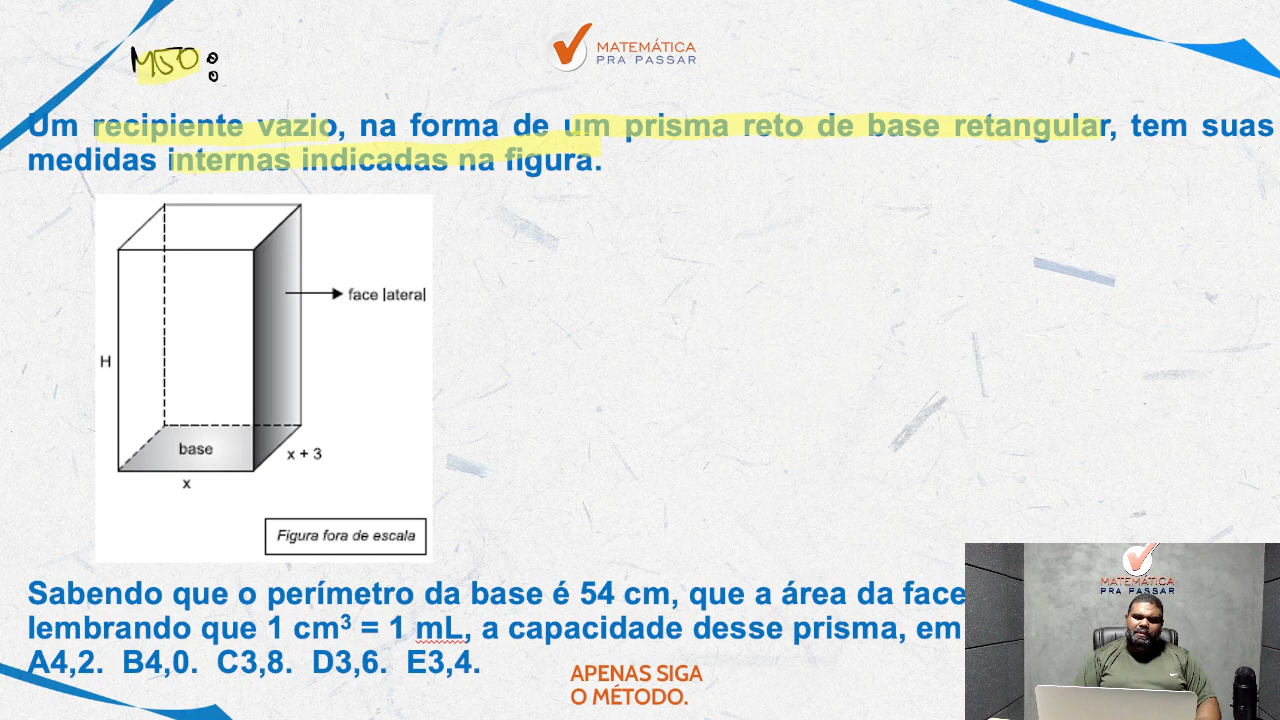 M50:
MATEMÁTICA
PRA PASSAR
Um recipiente vazio, na forma de um prisma reto de base retangular, tem suas
medidas internas indicadas na figura.
face lateral
H
base
x + 3
x
Figura fora de escala
Sabendo que o perímetro da base é 54 cm, que a área da face
lembrando que 1 cm³ = 1 mL, a capacidade desse prisma, em
A4,2. B4,0. C3,8. D3,6. E3,4.
APENAS SIGA
O MÉTODO.
MATEMÁTICA
PRA PASSAR